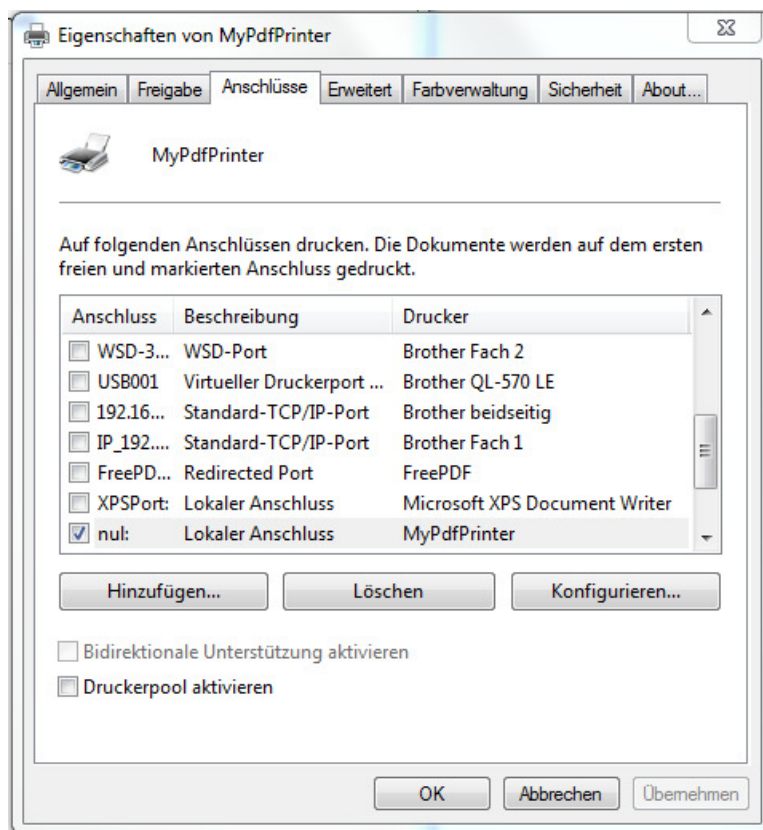 Eigenschaften von MyPdfPrinter
Allgemein Freigabe Anschlüsse Erweitert Farbverwaltung Sicherheit About...
MyPdfPrinter
Auf folgenden Anschlüssen drucken. Die Dokumente werden auf dem ersten
freien und markierten Anschluss gedruckt.
Anschluss Beschreibung Drucker
WSD-3... WSD-Port Brother Fach 2
USB001 Virtueller Druckerport ... Brother QL-570 LE
192.16... Standard-TCP/IP-Port Brother beidseitig
IP_192.... Standard-TCP/IP-Port Brother Fach 1
FreePD... Redirected Port FreePDF
XPSPort: Lokaler Anschluss Microsoft XPS Document Writer
nul: Lokaler Anschluss MyPdfPrinter
Hinzufügen... Löschen Konfigurieren...
Bidirektionale Unterstützung aktivieren
Druckerpool aktivieren
OK Abbrechen Übernehmen